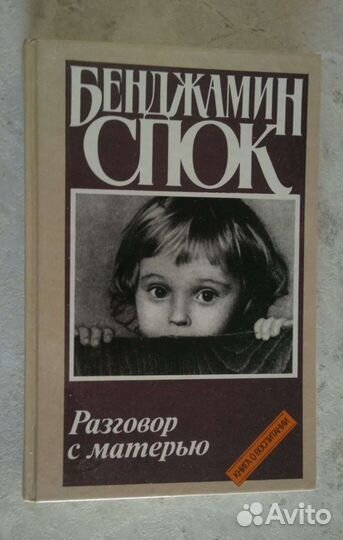 БЕНДЖАМИН
СПОК
Разговор
с матерью
КНИГА О ВОСПИТАНИИ
Avito